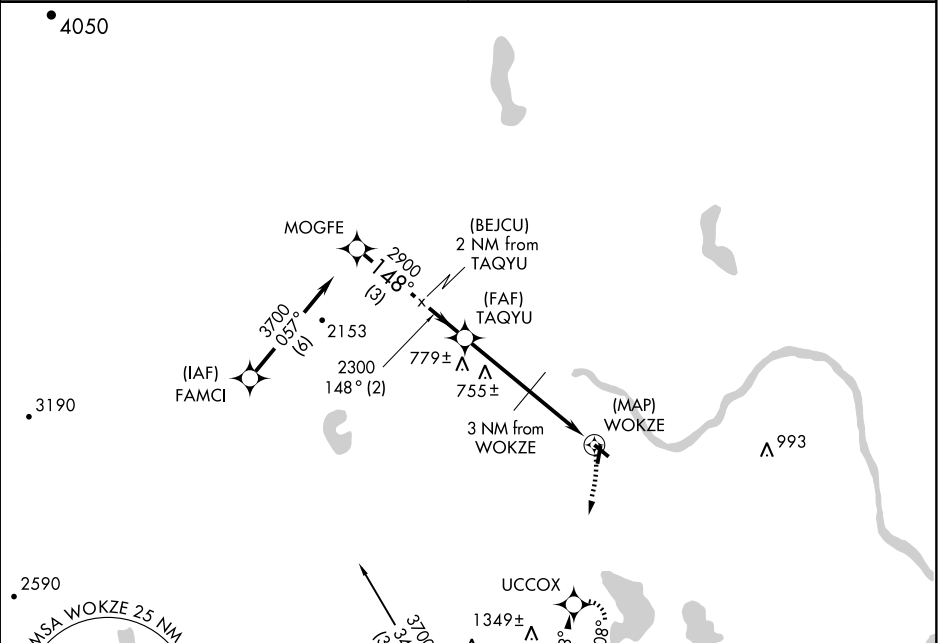 4050
MOGFE
(BEJCU)
2 NM from
TAQYU
2900
148°
(3)
(FAF)
TAQYU
3700
057°
(6)
2153
(IAF)
FAMCI
2300
148° (2)
779±
755±
3190
3 NM from
WOKZE
(MAP)
WOKZE
993
2590
UCCOX
1349±
MSA WOKZE 25 NM
3700